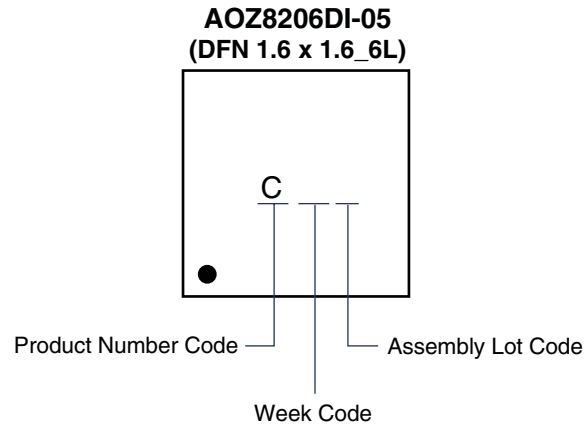 AOZ8206DI-05
(DFN 1.6 x 1.6_6L)
C
Product Number Code
Assembly Lot Code
Week Code